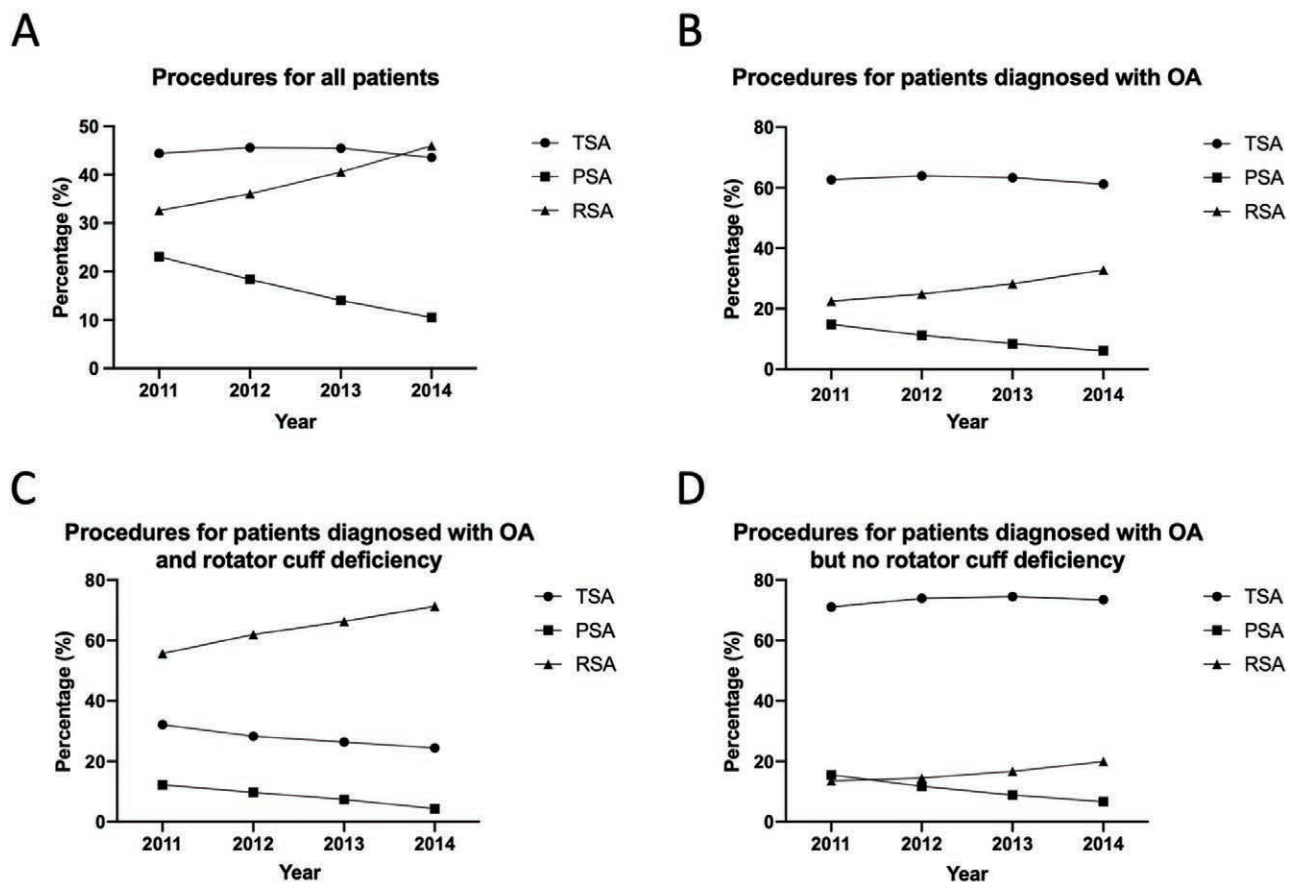 A
Procedures for all patients
50
40
30
20
10
0
Percentage (%)
2011 2012 2013 2014
Year
TSA
PSA
RSA
B
Procedures for patients diagnosed with OA
80
60
40
20
0
Percentage (%)
2011 2012 2013 2014
Year
TSA
PSA
RSA
C
Procedures for patients diagnosed with OA
and rotator cuff deficiency
80
60
40
20
0
Percentage (%)
2011 2012 2013 2014
Year
TSA
PSA
RSA
D
Procedures for patients diagnosed with OA
but no rotator cuff deficiency
80
60
40
20
0
Percentage (%)
2011 2012 2013 2014
Year
TSA
PSA
RSA